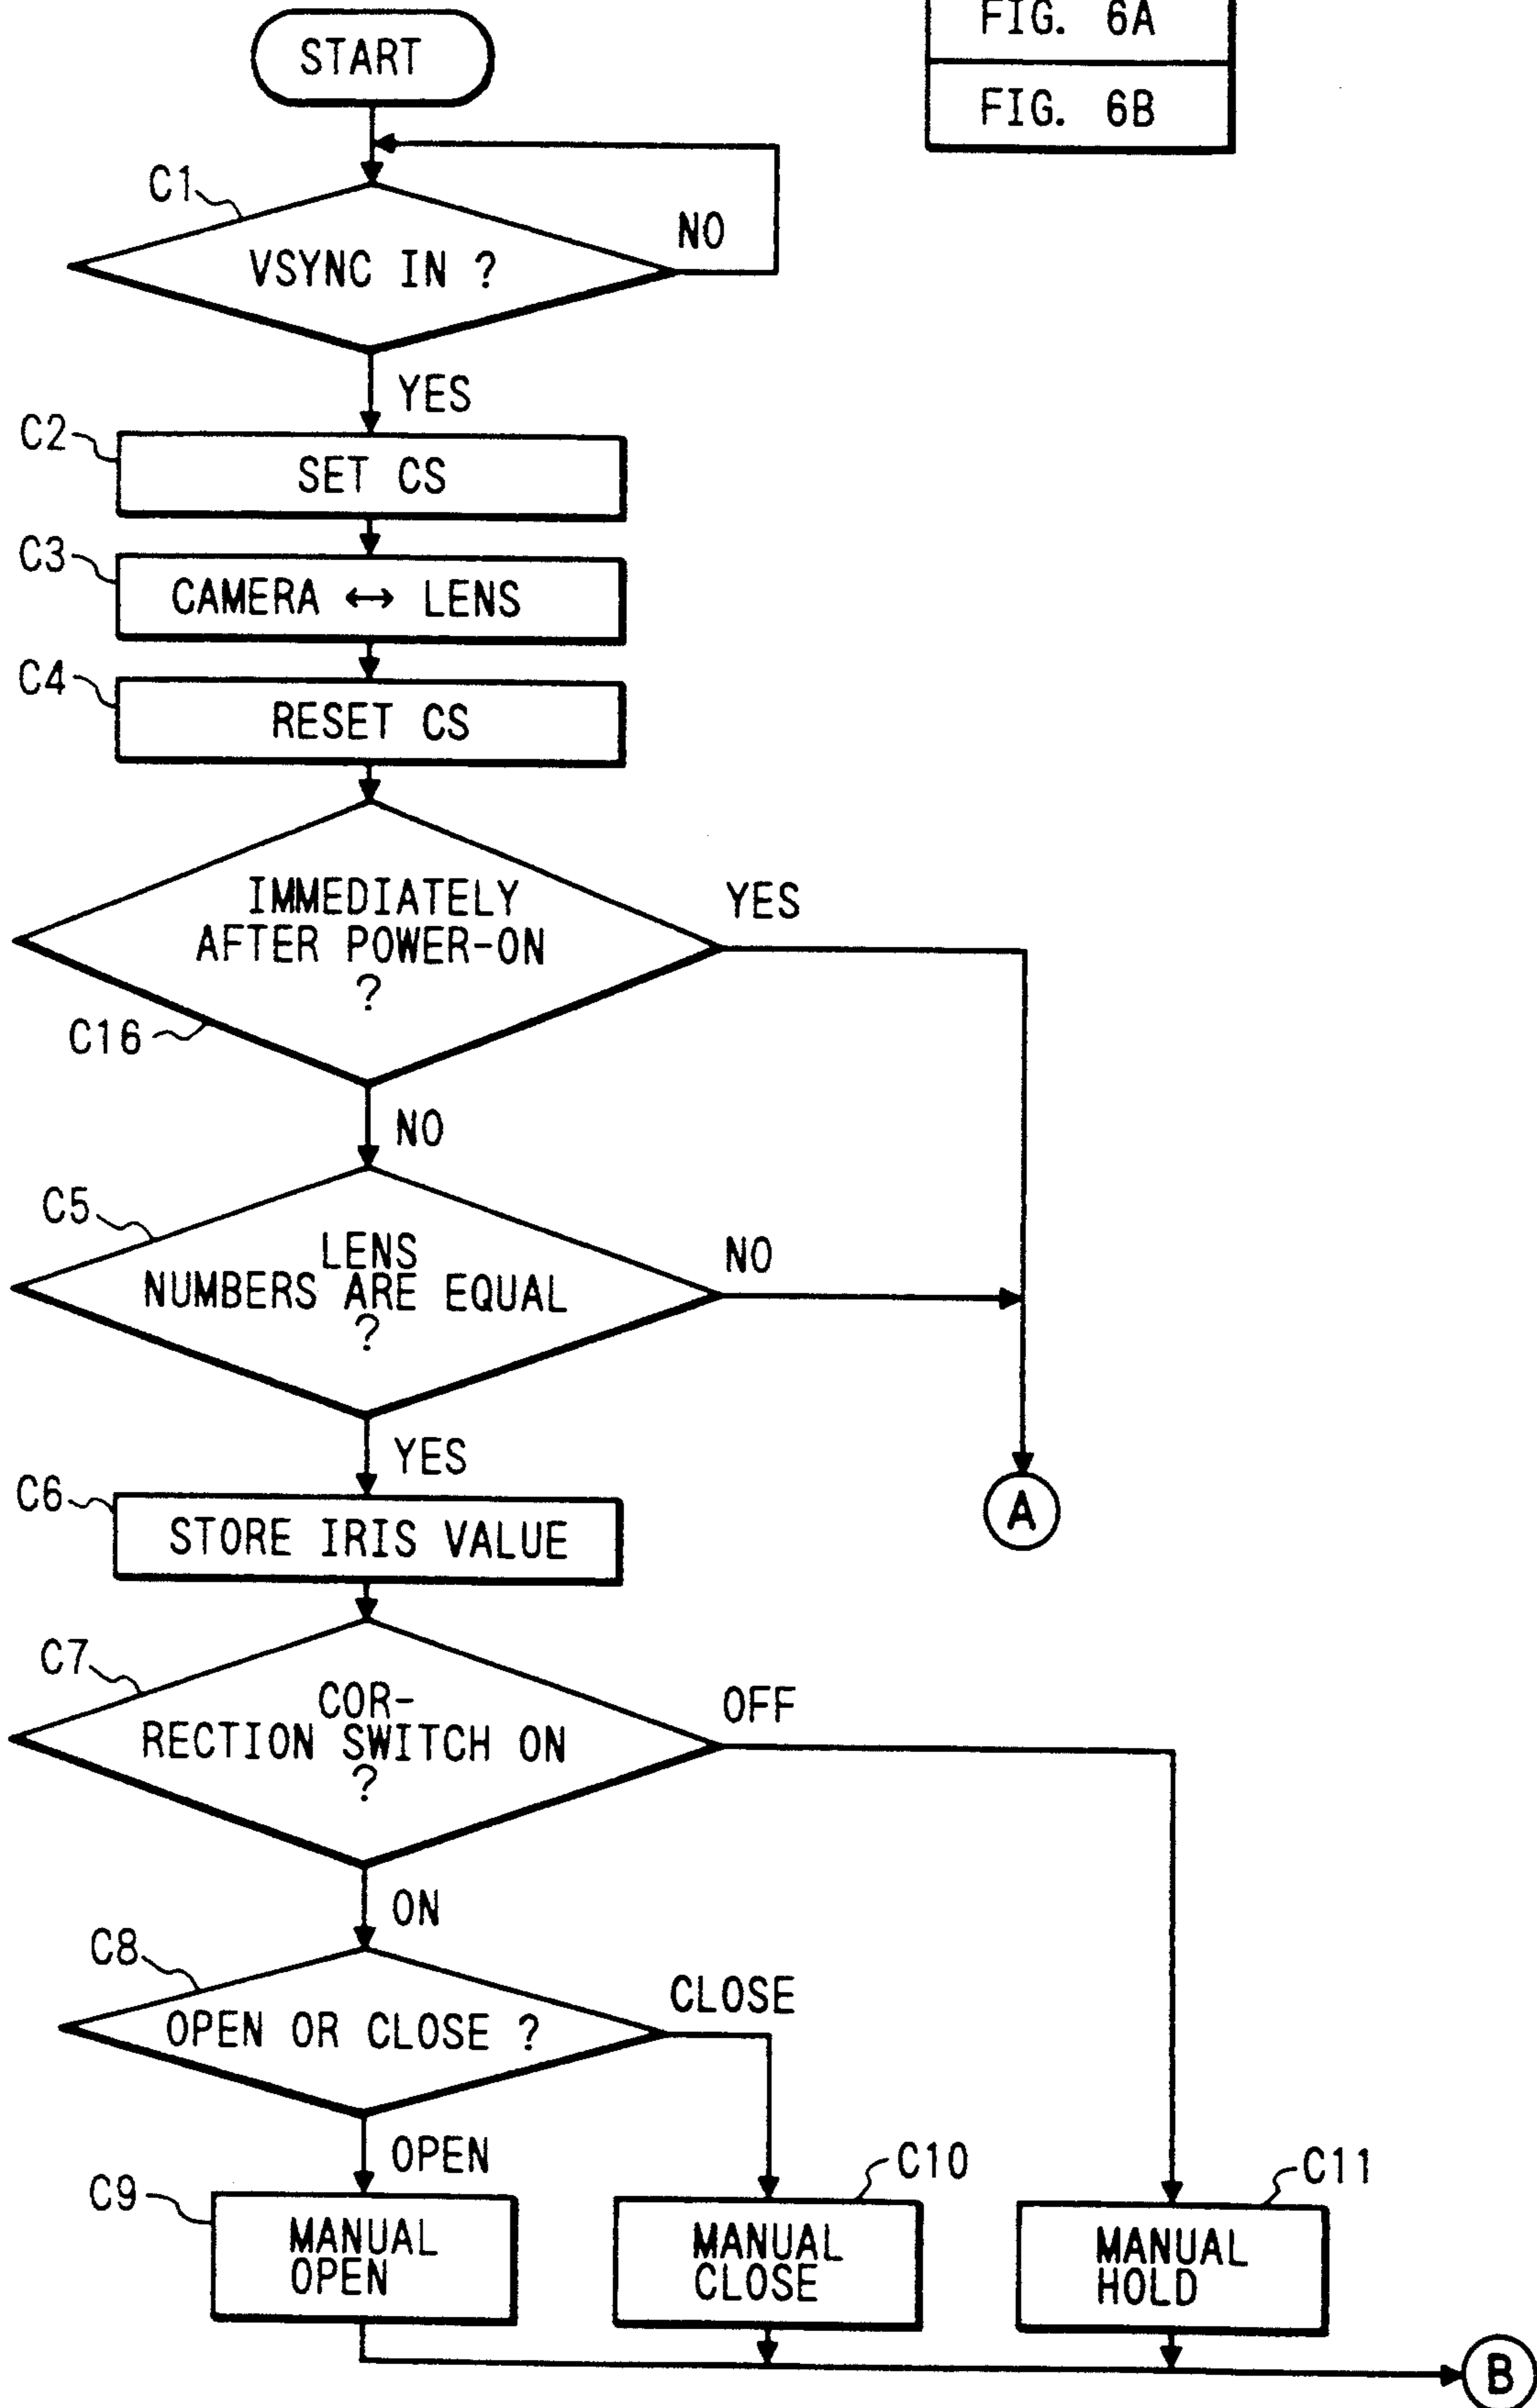 FIG. 6A
FIG. 6B
START
C1
VSYNC IN ?
NO
YES
C2
SET CS
C3
CAMERA ↔ LENS
C4
RESET CS
IMMEDIATELY
AFTER POWER-ON
?
YES
C16
NO
C5
LENS
NUMBERS ARE EQUAL
?
NO
YES
A
C6
STORE IRIS VALUE
C7
COR-
RECTION SWITCH ON
?
OFF
ON
C8
OPEN OR CLOSE ?
CLOSE
OPEN
C9
MANUAL
OPEN
C10
MANUAL
CLOSE
C11
MANUAL
HOLD
B